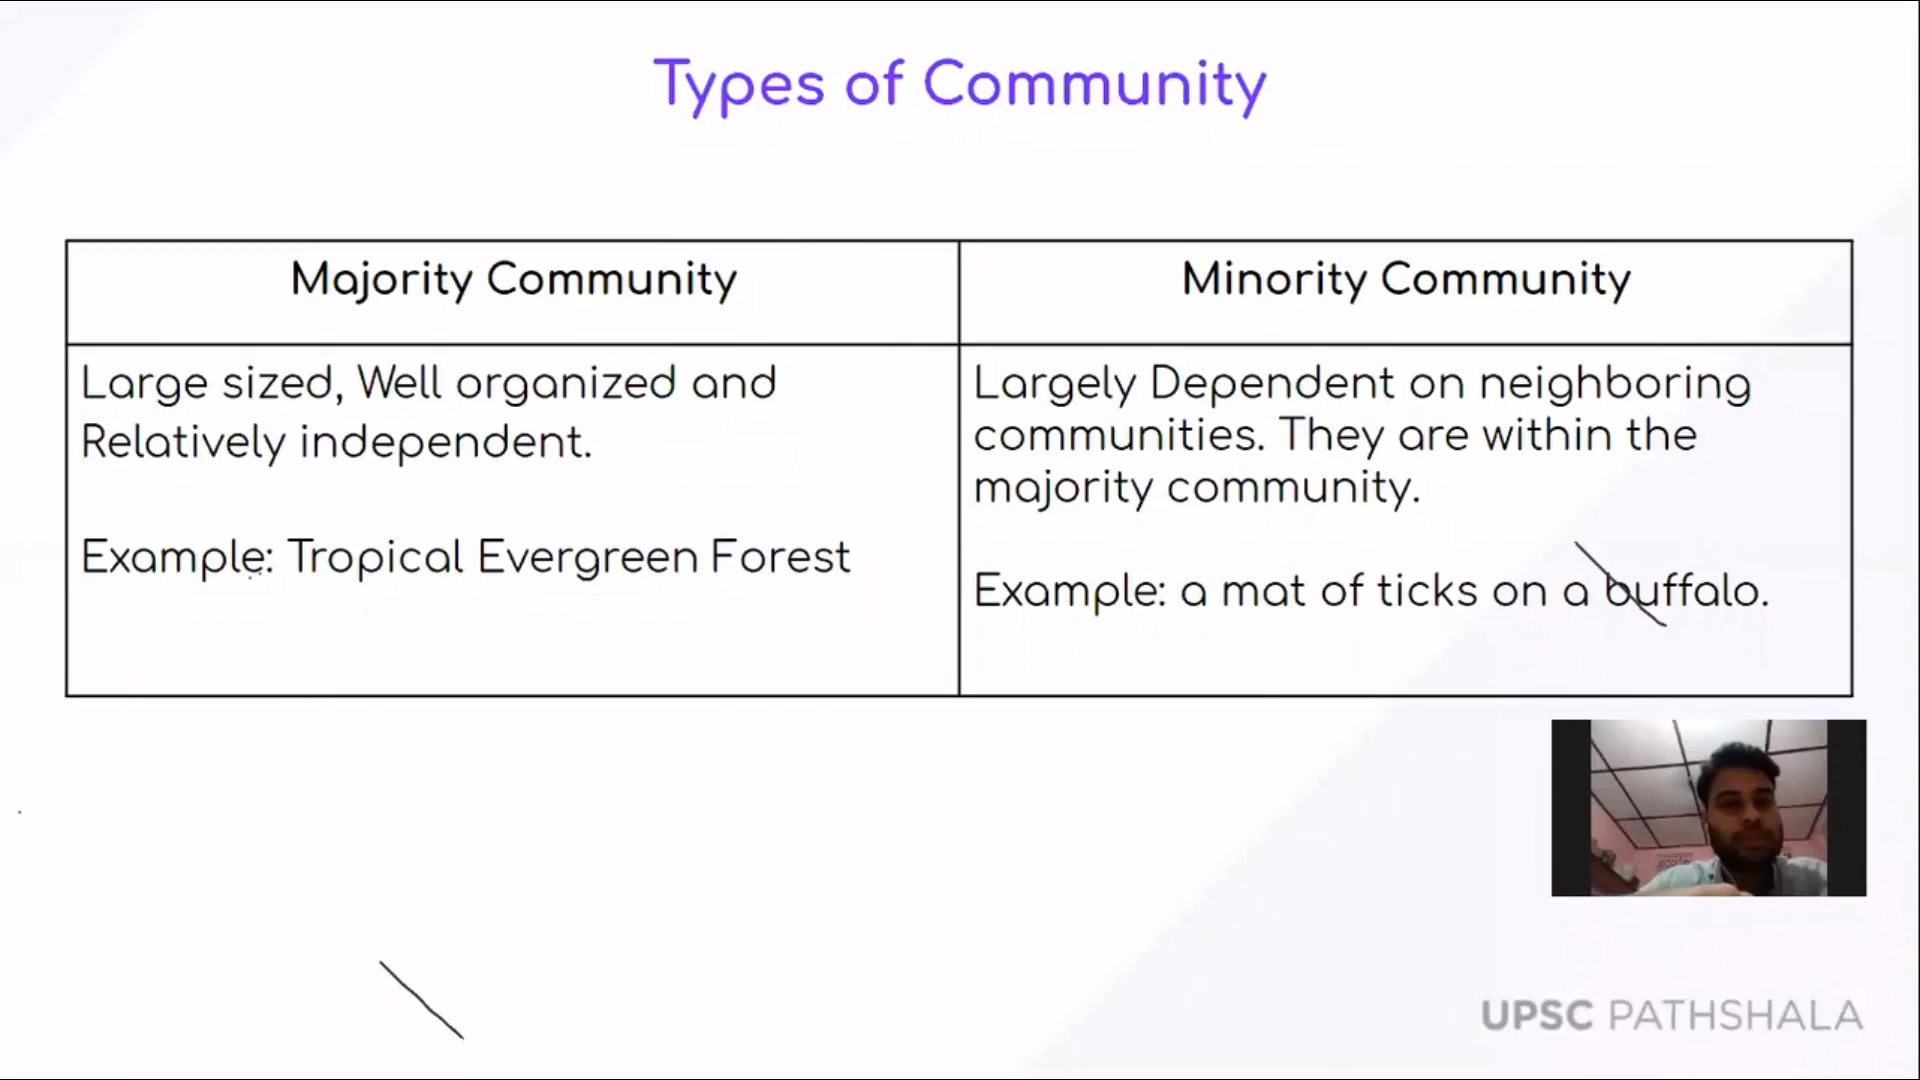 Types of Community
Majority Community
Minority Community
Large sized, Well organized and
Relatively independent.
Example: Tropical Evergreen Forest
Largely Dependent on neighboring
communities. They are within the
majority community.
Example: a mat of ticks on a buffalo.
UPSC PATHSHALA